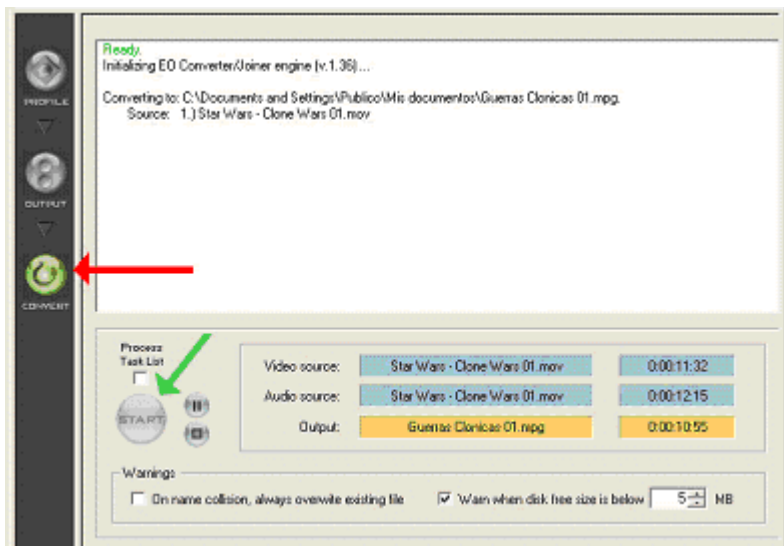 Ready.
Initializing EO Converter/Joiner engine (v.1.36)...
Converting to: C:\Documents and Settings\Publico\Mis documentos\Guerras Clonicas 01.mpg.
Source: 1.) Star Wars - Clone Wars 01.mov
PROFILE
OUTPUT
CONVERT
Process
Task List
START
Video source: Star Wars - Clone Wars 01.mov 0:00:11:32
Audio source: Star Wars - Clone Wars 01.mov 0:00:12:15
Output: Guerras Clonicas 01.mpg 0:00:10:55
Warnings
On name collision, always overwite existing file
Warn when disk free size is below 5 MB